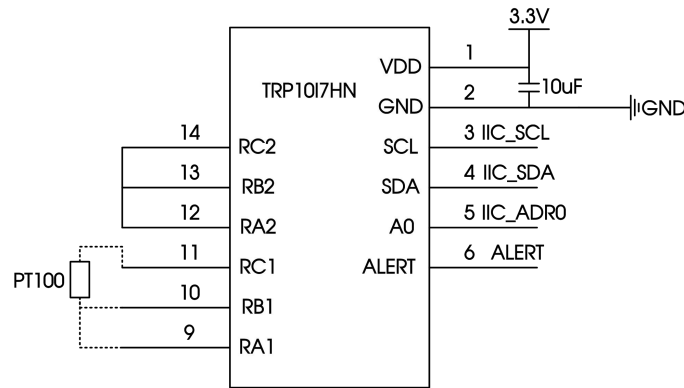 3.3V
1
VDD
TRP10I7HN
10uF
2
GND
GND
14
RC2
SCL
3 IIC_SCL
13
RB2
SDA
4 IIC_SDA
12
RA2
A0
5 IIC_ADR0
11
RC1
ALERT
6 ALERT
PT100
10
RB1
9
RA1